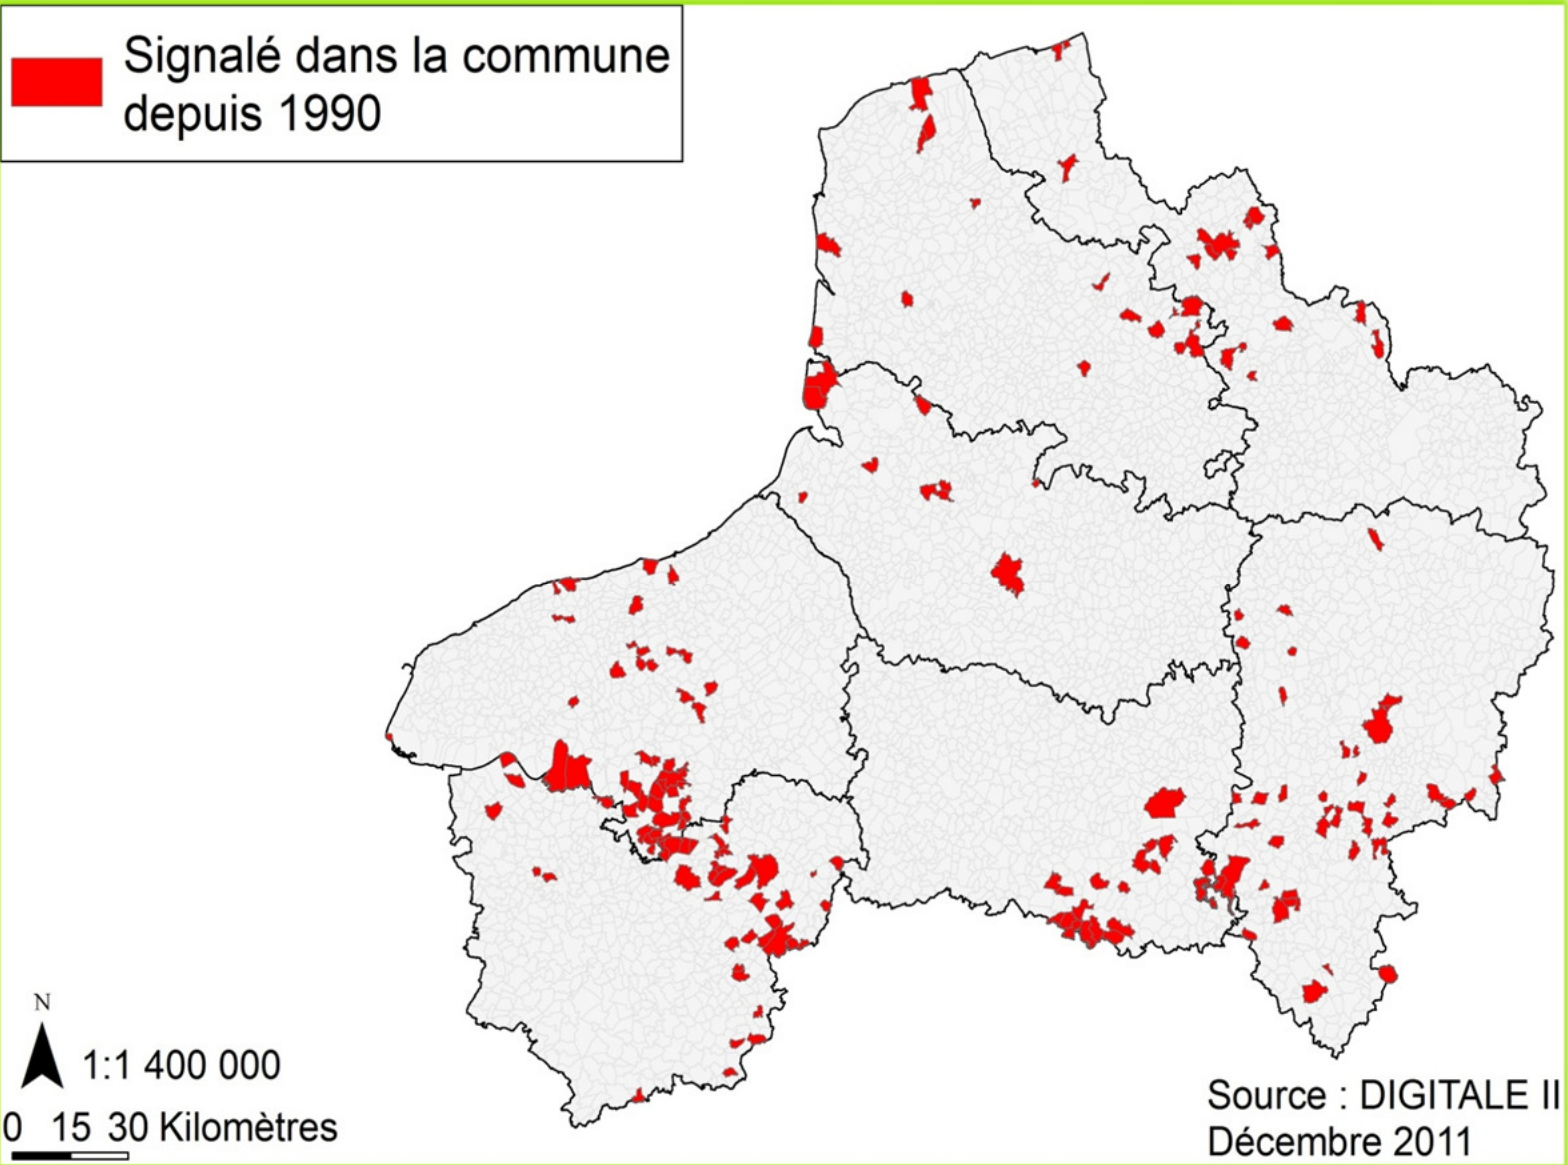 Signalé dans la commune
depuis 1990
N
1:1 400 000
0 15 30 Kilomètres
Source : DIGITALE II
Décembre 2011